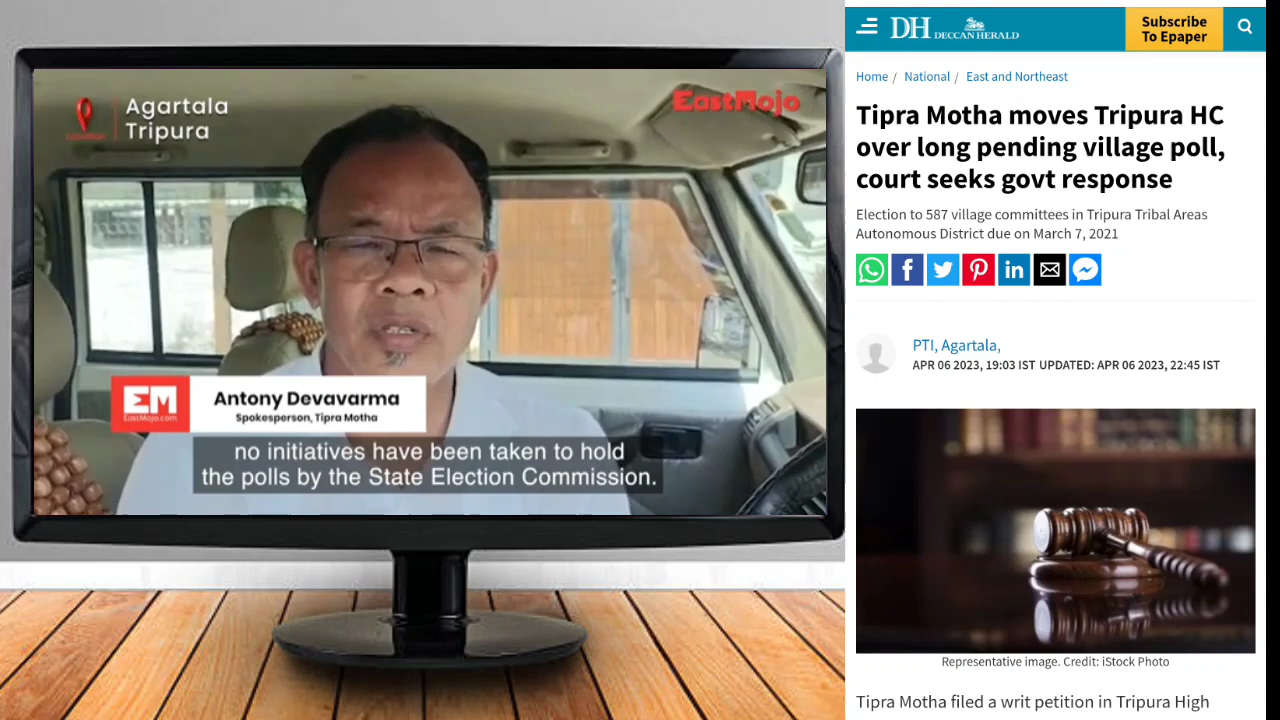 Agartala
Tripura
EastMojo
EM
EastMojo.com
Antony Devavarma
Spokesperson, Tipra Motha
no initiatives have been taken to hold
the polls by the State Election Commission.
DH DECCAN HERALD
Subscribe
To Epaper
Home / National / East and Northeast
Tipra Motha moves Tripura HC
over long pending village poll,
court seeks govt response
Election to 587 village committees in Tripura Tribal Areas
Autonomous District due on March 7, 2021
PTI, Agartala,
APR 06 2023, 19:03 IST UPDATED: APR 06 2023, 22:45 IST
Representative image. Credit: iStock Photo
Tipra Motha filed a writ petition in Tripura High